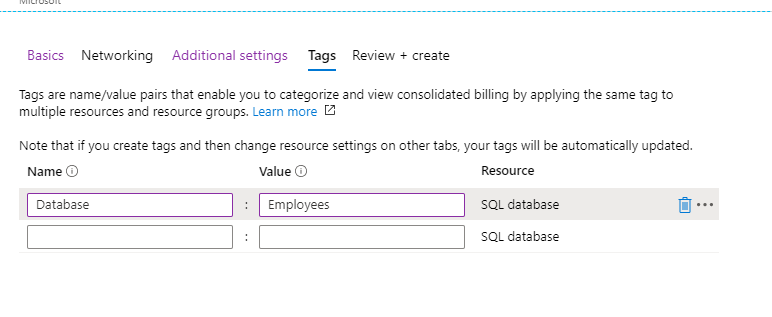 Microsoft
Basics Networking Additional settings Tags Review + create
Tags are name/value pairs that enable you to categorize and view consolidated billing by applying the same tag to
multiple resources and resource groups. Learn more
Note that if you create tags and then change resource settings on other tabs, your tags will be automatically updated.
Name Value Resource
Database : Employees SQL database
: SQL database